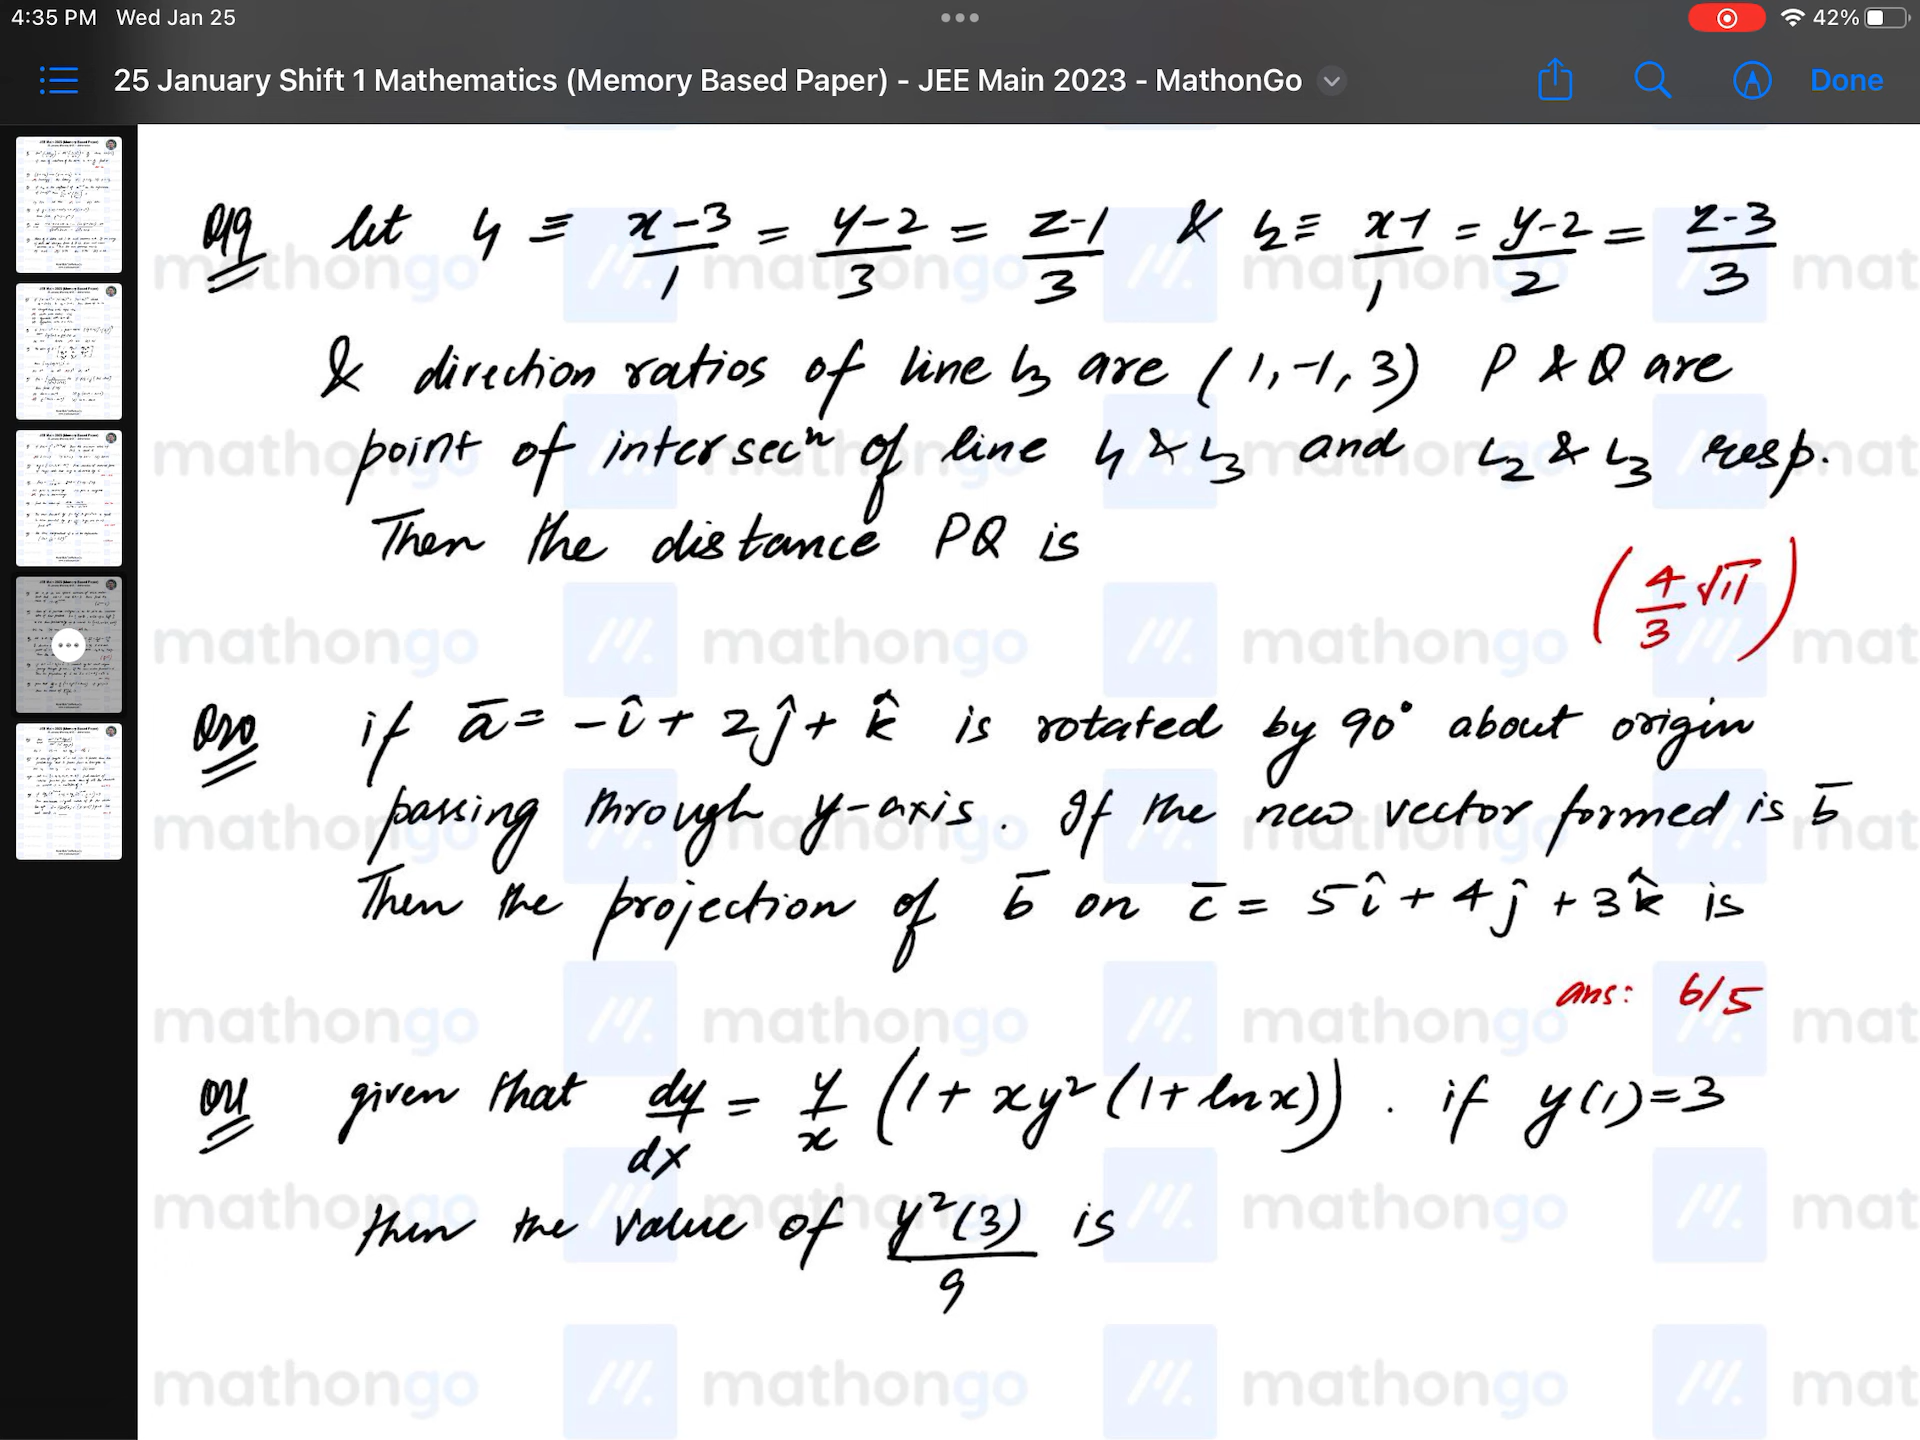 4:35 PM Wed Jan 25
42%
25 January Shift 1 Mathematics (Memory Based Paper) - JEE Main 2023 - MathonGo
Done
Q19 let L₁ ≡ (x-3)/1 = (y-2)/3 = (z-1)/3 & L₂ ≡ (x-1)/1 = (y-2)/2 = (z-3)/3
& direction ratios of line L₃ are (1,-1,3) P & Q are
point of intersecⁿ of line L₁ & L₃ and L₂ & L₃ resp.
Then the distance PQ is
(4/3 √11)
Q20 if a̅ = -î + 2ĵ + k̂ is rotated by 90° about origin
passing through y-axis. If the new vector formed is b̅
Then the projection of b̅ on c̅ = 5î + 4ĵ + 3k̂ is
ans: 6/5
Q21 given that dy/dx = y/x (1 + xy²(1 + ln x)). if y(1)=3
then the value of y²(3)/9 is
mathongo